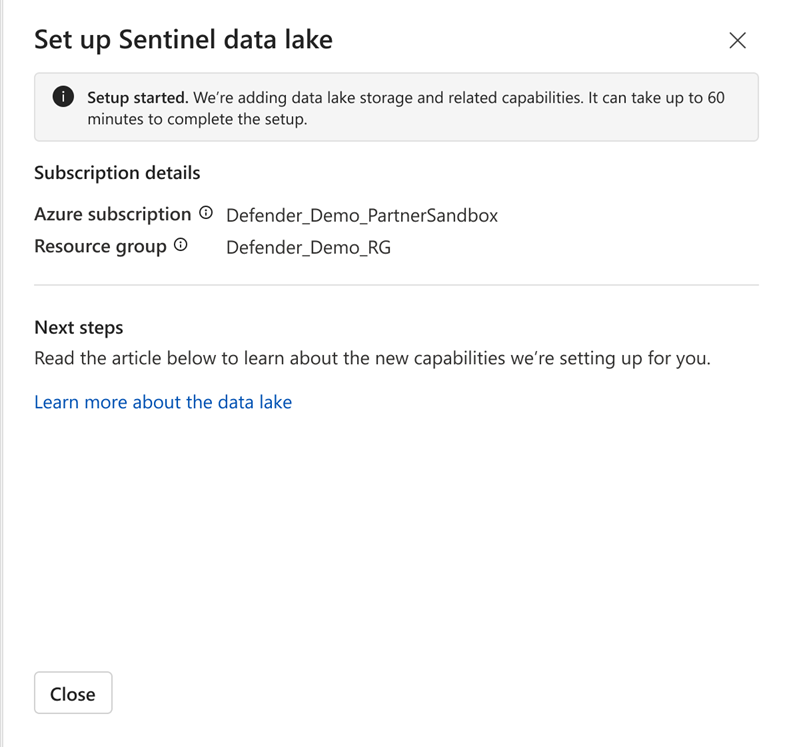 Set up Sentinel data lake
Setup started. We're adding data lake storage and related capabilities. It can take up to 60
minutes to complete the setup.
Subscription details
Azure subscription Defender_Demo_PartnerSandbox
Resource group Defender_Demo_RG
Next steps
Read the article below to learn about the new capabilities we're setting up for you.
Learn more about the data lake
Close